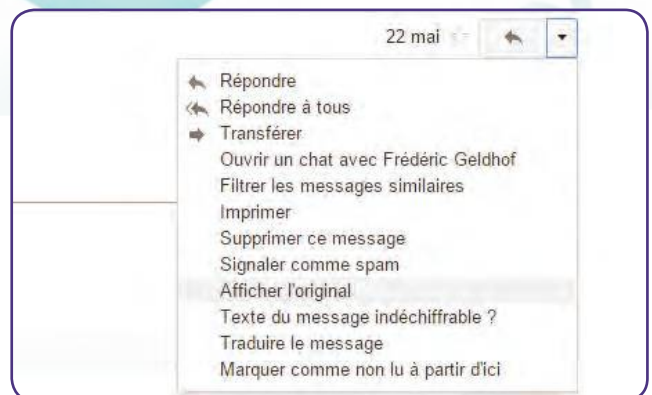 22 mai
Répondre
Répondre à tous
Transférer
Ouvrir un chat avec Frédéric Geldhof
Filtrer les messages similaires
Imprimer
Supprimer ce message
Signaler comme spam
Afficher l'original
Texte du message indéchiffrable ?
Traduire le message
Marquer comme non lu à partir d'ici